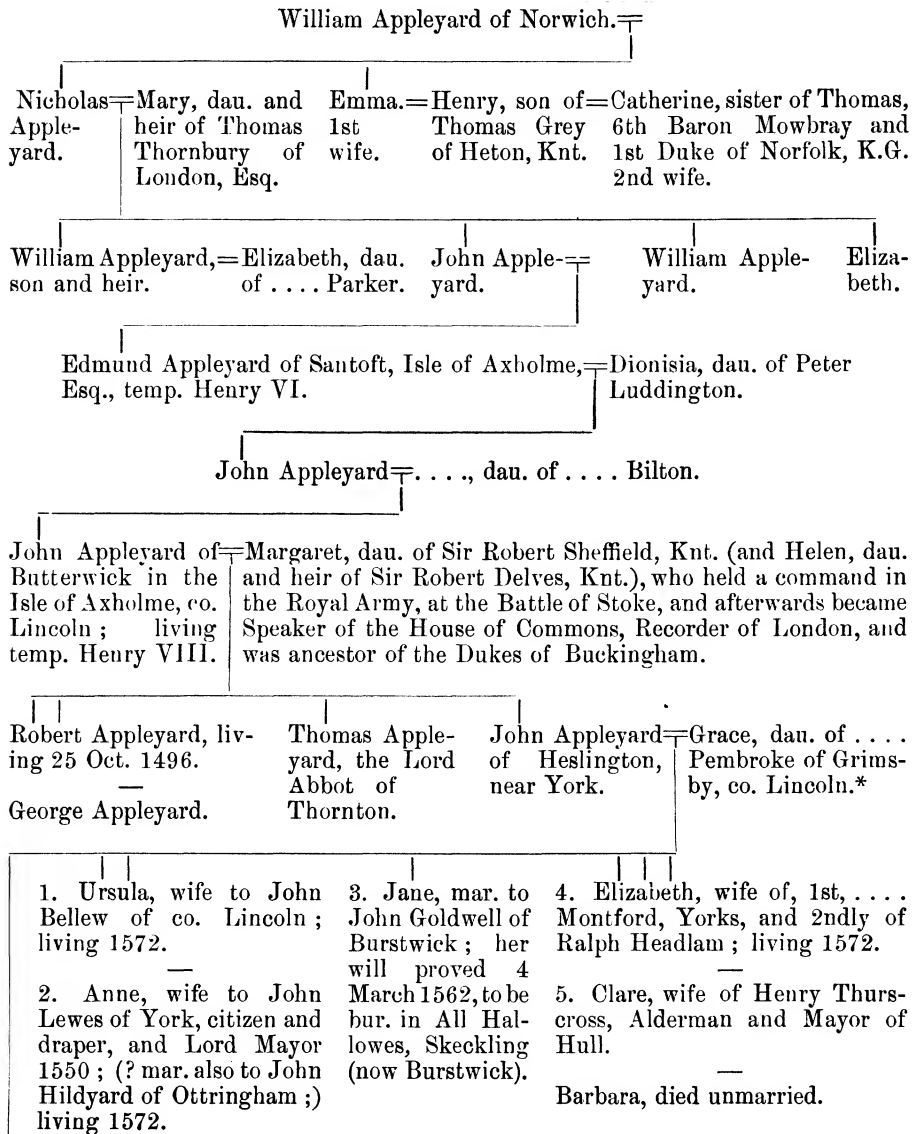 William Appleyard of Norwich.
Nicholas
Apple-
yard.
Mary, dau. and
heir of Thomas
Thornbury of
London, Esq.
Emma.
1st
wife.
Henry, son of
Thomas Grey
of Heton, Knt.
Catherine, sister of Thomas,
6th Baron Mowbray and
1st Duke of Norfolk, K.G.
2nd wife.
William Appleyard,
son and heir.
Elizabeth, dau.
of .... Parker.
John Apple-
yard.
William Apple-
yard.
Eliza-
beth.
Edmund Appleyard of Santoft, Isle of Axholme,
Esq., temp. Henry VI.
Dionisia, dau. of Peter
Luddington.
John Appleyard
...., dau. of .... Bilton.
John Appleyard of
Butterwick in the
Isle of Axholme, co.
Lincoln ; living
temp. Henry VIII.
Margaret, dau. of Sir Robert Sheffield, Knt. (and Helen, dau.
and heir of Sir Robert Delves, Knt.), who held a command in
the Royal Army, at the Battle of Stoke, and afterwards became
Speaker of the House of Commons, Recorder of London, and
was ancestor of the Dukes of Buckingham.
Robert Appleyard, liv-
ing 25 Oct. 1496.
—
George Appleyard.
Thomas Apple-
yard, the Lord
Abbot of
Thornton.
John Appleyard
of Heslington,
near York.
Grace, dau. of ....
Pembroke of Grims-
by, co. Lincoln.*
1. Ursula, wife to John
Bellew of co. Lincoln ;
living 1572.
—
2. Anne, wife to John
Lewes of York, citizen and
draper, and Lord Mayor
1550 ; (? mar. also to John
Hildyard of Ottringham ;)
living 1572.
3. Jane, mar. to
John Goldwell of
Burstwick ; her
will proved 4
March 1562, to be
bur. in All Hal-
lowes, Skeckling
(now Burstwick).
4. Elizabeth, wife of, 1st, ....
Montford, Yorks, and 2ndly of
Ralph Headlam ; living 1572.
—
5. Clare, wife of Henry Thurs-
cross, Alderman and Mayor of
Hull.
—
Barbara, died unmarried.